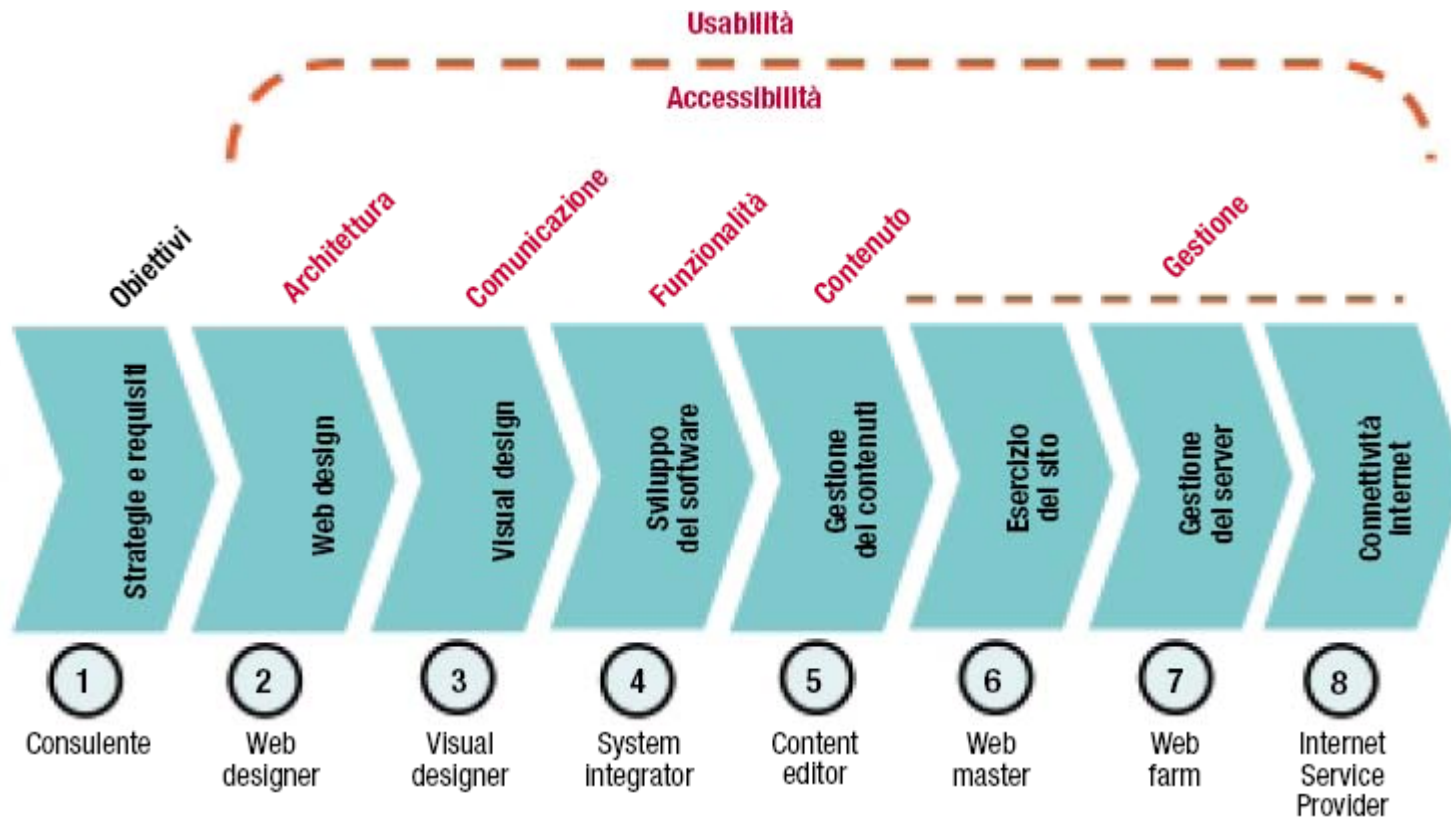 Usabilità
Accessibilità
Obiettivi
Architettura
Comunicazione
Funzionalità
Contenuto
Gestione
Strategie e requisiti
Web design
Visual design
Sviluppo
del software
Gestione
dei contenuti
Esercizio
del sito
Gestione
del server
Connettività
Internet
1
2
3
4
5
6
7
8
Consulente
Web
designer
Visual
designer
System
integrator
Content
editor
Web
master
Web
farm
Internet
Service
Provider